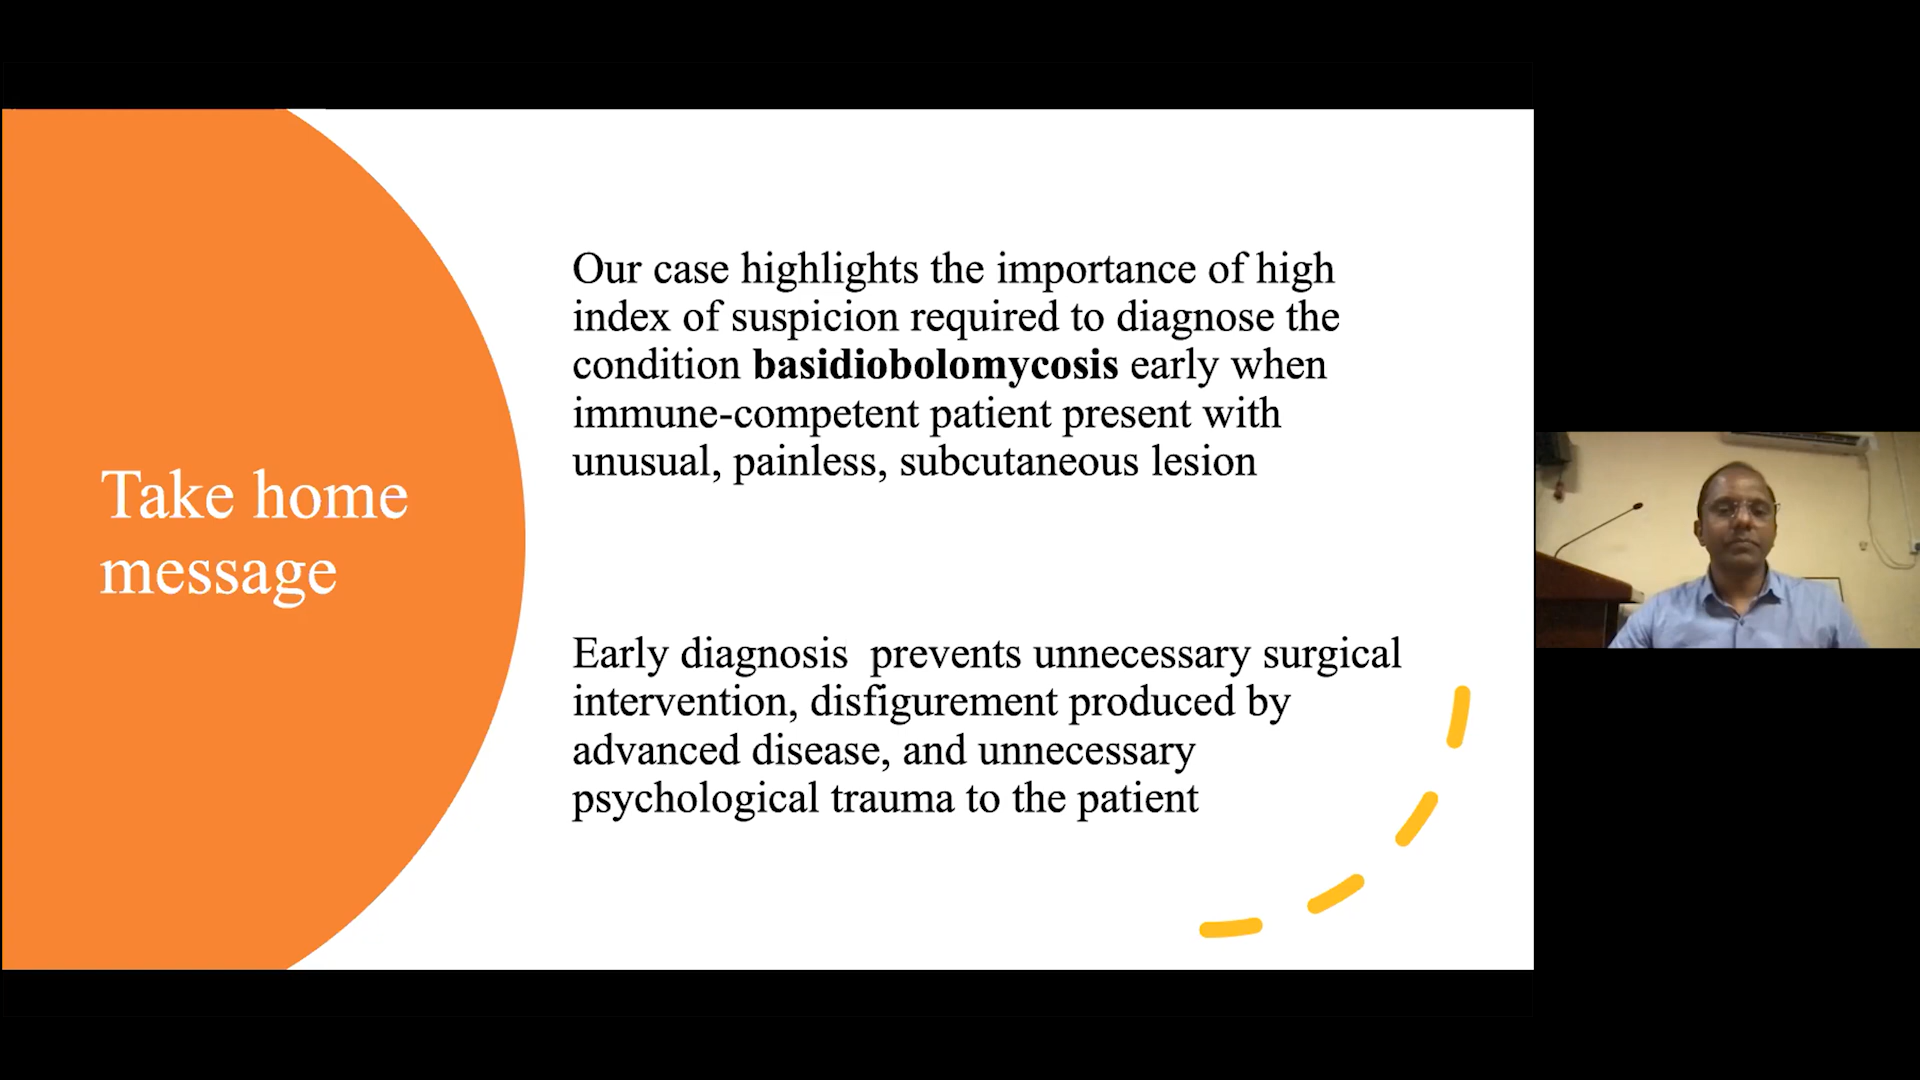 Take home
message
Our case highlights the importance of high
index of suspicion required to diagnose the
condition basidiobolomycosis early when
immune-competent patient present with
unusual, painless, subcutaneous lesion
Early diagnosis  prevents unnecessary surgical
intervention, disfigurement produced by
advanced disease, and unnecessary
psychological trauma to the patient